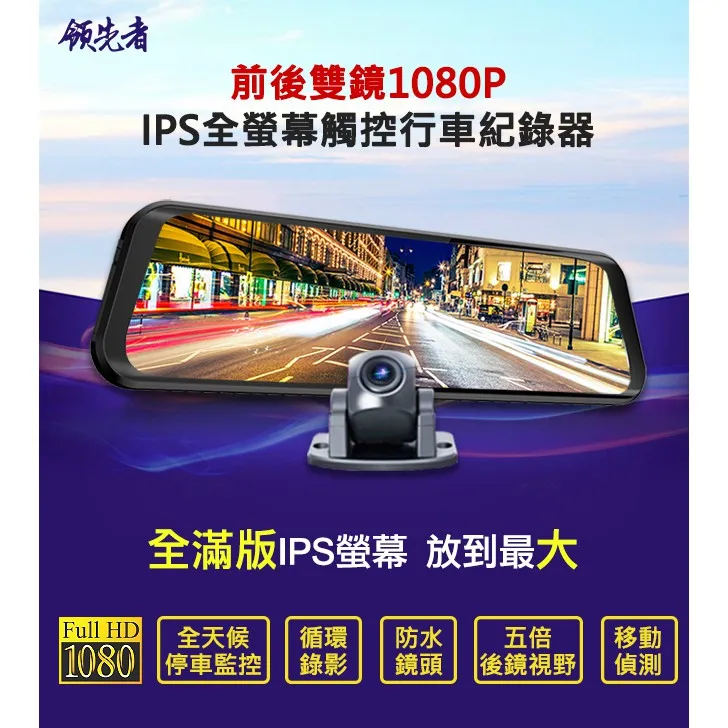 领先者
前後雙鏡1080P
IPS全螢幕觸控行車紀錄器
全滿版IPS螢幕 放到最大
Full HD
1080
全天候
停車監控
循環
錄影
防水
鏡頭
五倍
後鏡視野
移動
偵測